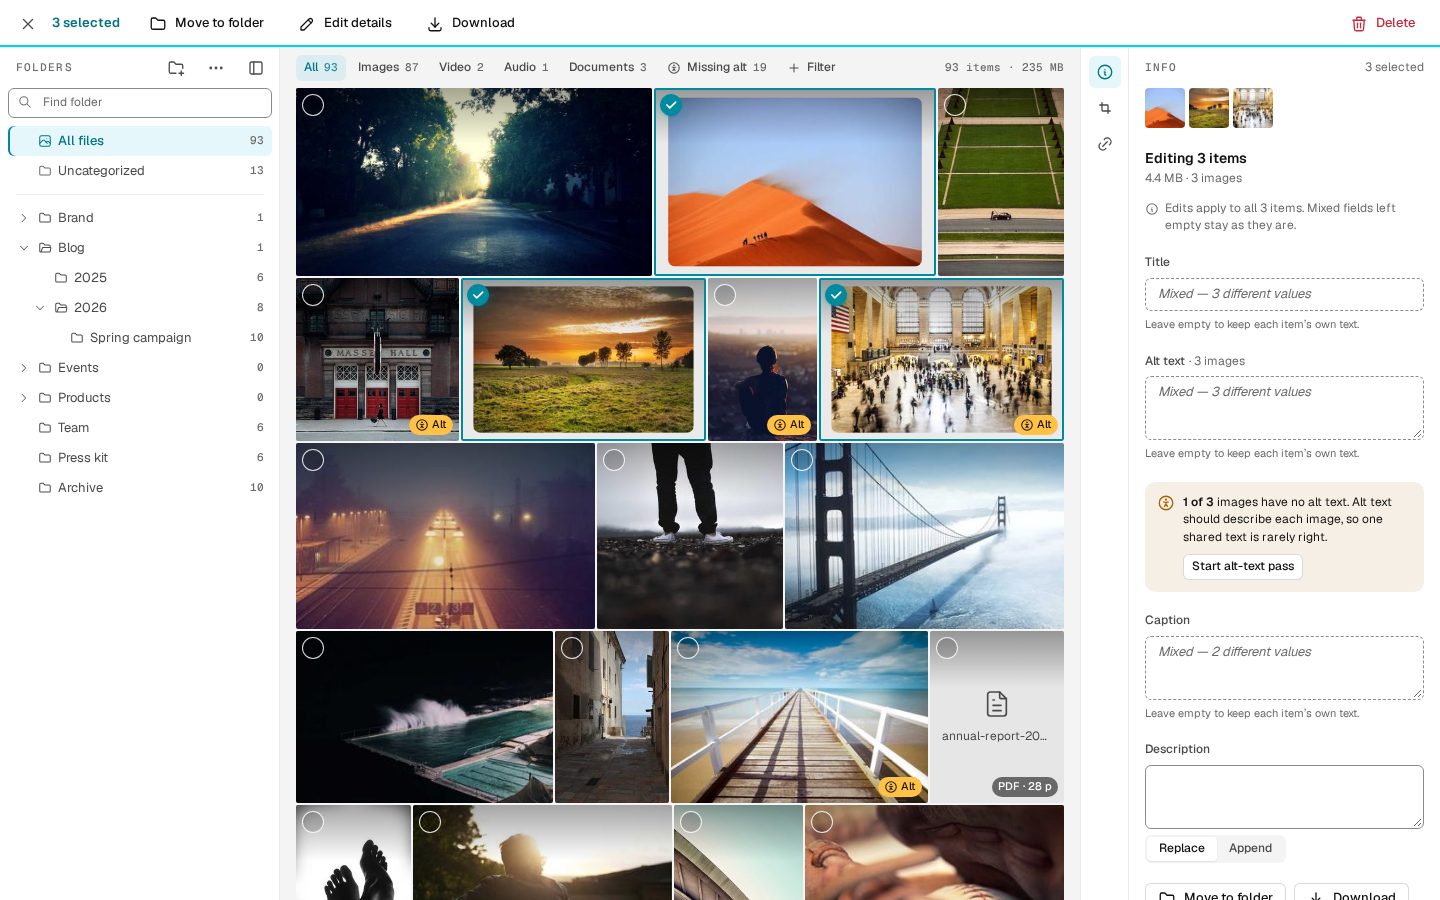 3 selected
Move to folder
Edit details
Download
Delete
FOLDERS
Find folder
All files 93
Uncategorized 13
Brand 1
Blog 1
2025 6
2026 8
Spring campaign 10
Events 0
Products 0
Team 6
Press kit 6
Archive 10
All 93
Images 87
Video 2
Audio 1
Documents 3
Missing alt 19
Filter
93 items · 235 MB
MASSEY HALL
Alt
Alt
Alt
Alt
annual-report-20…
PDF · 28 p
INFO
3 selected
Editing 3 items
4.4 MB · 3 images
Edits apply to all 3 items. Mixed fields left
empty stay as they are.
Title
Mixed — 3 different values
Leave empty to keep each item's own text.
Alt text · 3 images
Mixed — 3 different values
Leave empty to keep each item's own text.
1 of 3 images have no alt text. Alt text
should describe each image, so one
shared text is rarely right.
Start alt-text pass
Caption
Mixed — 2 different values
Leave empty to keep each item's own text.
Description
Replace
Append
Move to folder
Download